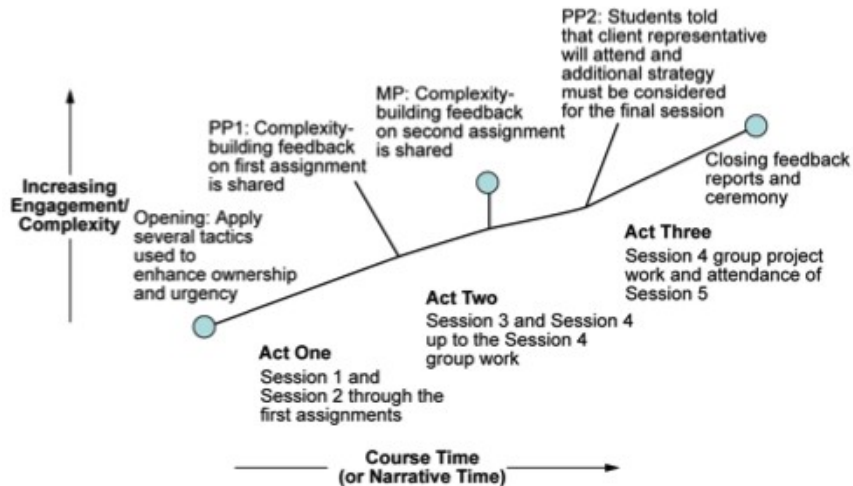 PP2: Students told
that client representative
will attend and
additional strategy
must be considered
for the final session
MP: Complexity-
building feedback
on second assignment
is shared
PP1: Complexity-
building feedback
on first assignment
is shared
Increasing
Engagement/
Complexity
Opening: Apply
several tactics
used to
enhance ownership
and urgency
Closing feedback
reports and
ceremony
Act Three
Session 4 group project
work and attendance of
Session 5
Act Two
Session 3 and Session 4
up to the Session 4
group work
Act One
Session 1 and
Session 2 through the
first assignments
Course Time
(or Narrative Time)